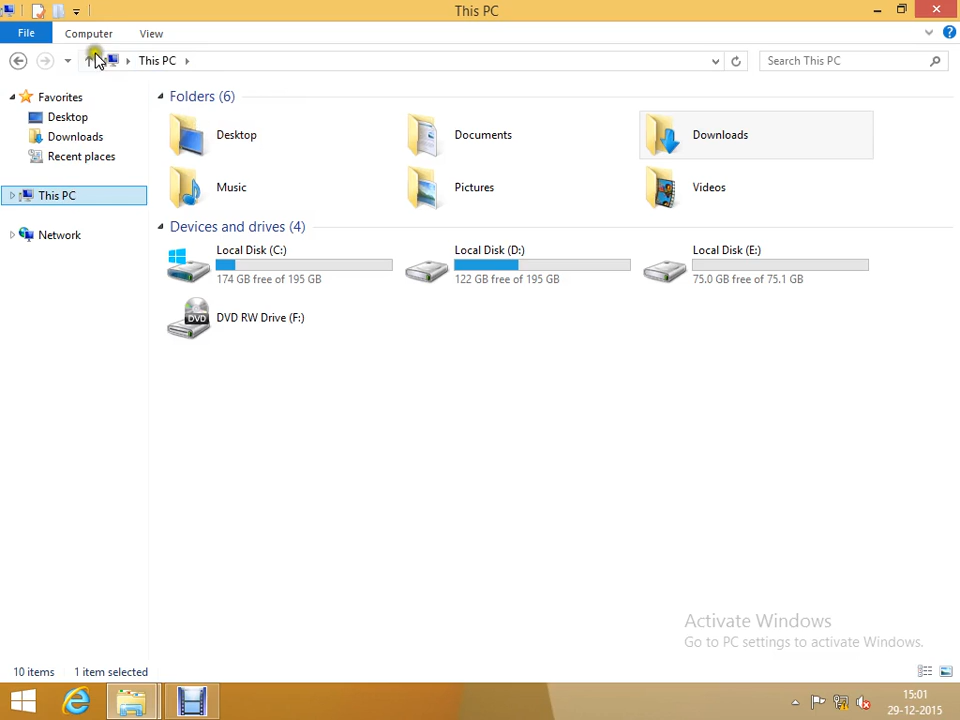 This PC
File Computer View
This PC
Search This PC
Favorites
Desktop
Downloads
Recent places
This PC
Network
Folders (6)
Desktop Documents Downloads
Music Pictures Videos
Devices and drives (4)
Local Disk (C:)
174 GB free of 195 GB
Local Disk (D:)
122 GB free of 195 GB
Local Disk (E:)
75.0 GB free of 75.1 GB
DVD
DVD RW Drive (F:)
Activate Windows
Go to PC settings to activate Windows.
10 items 1 item selected
15:01
29-12-2015